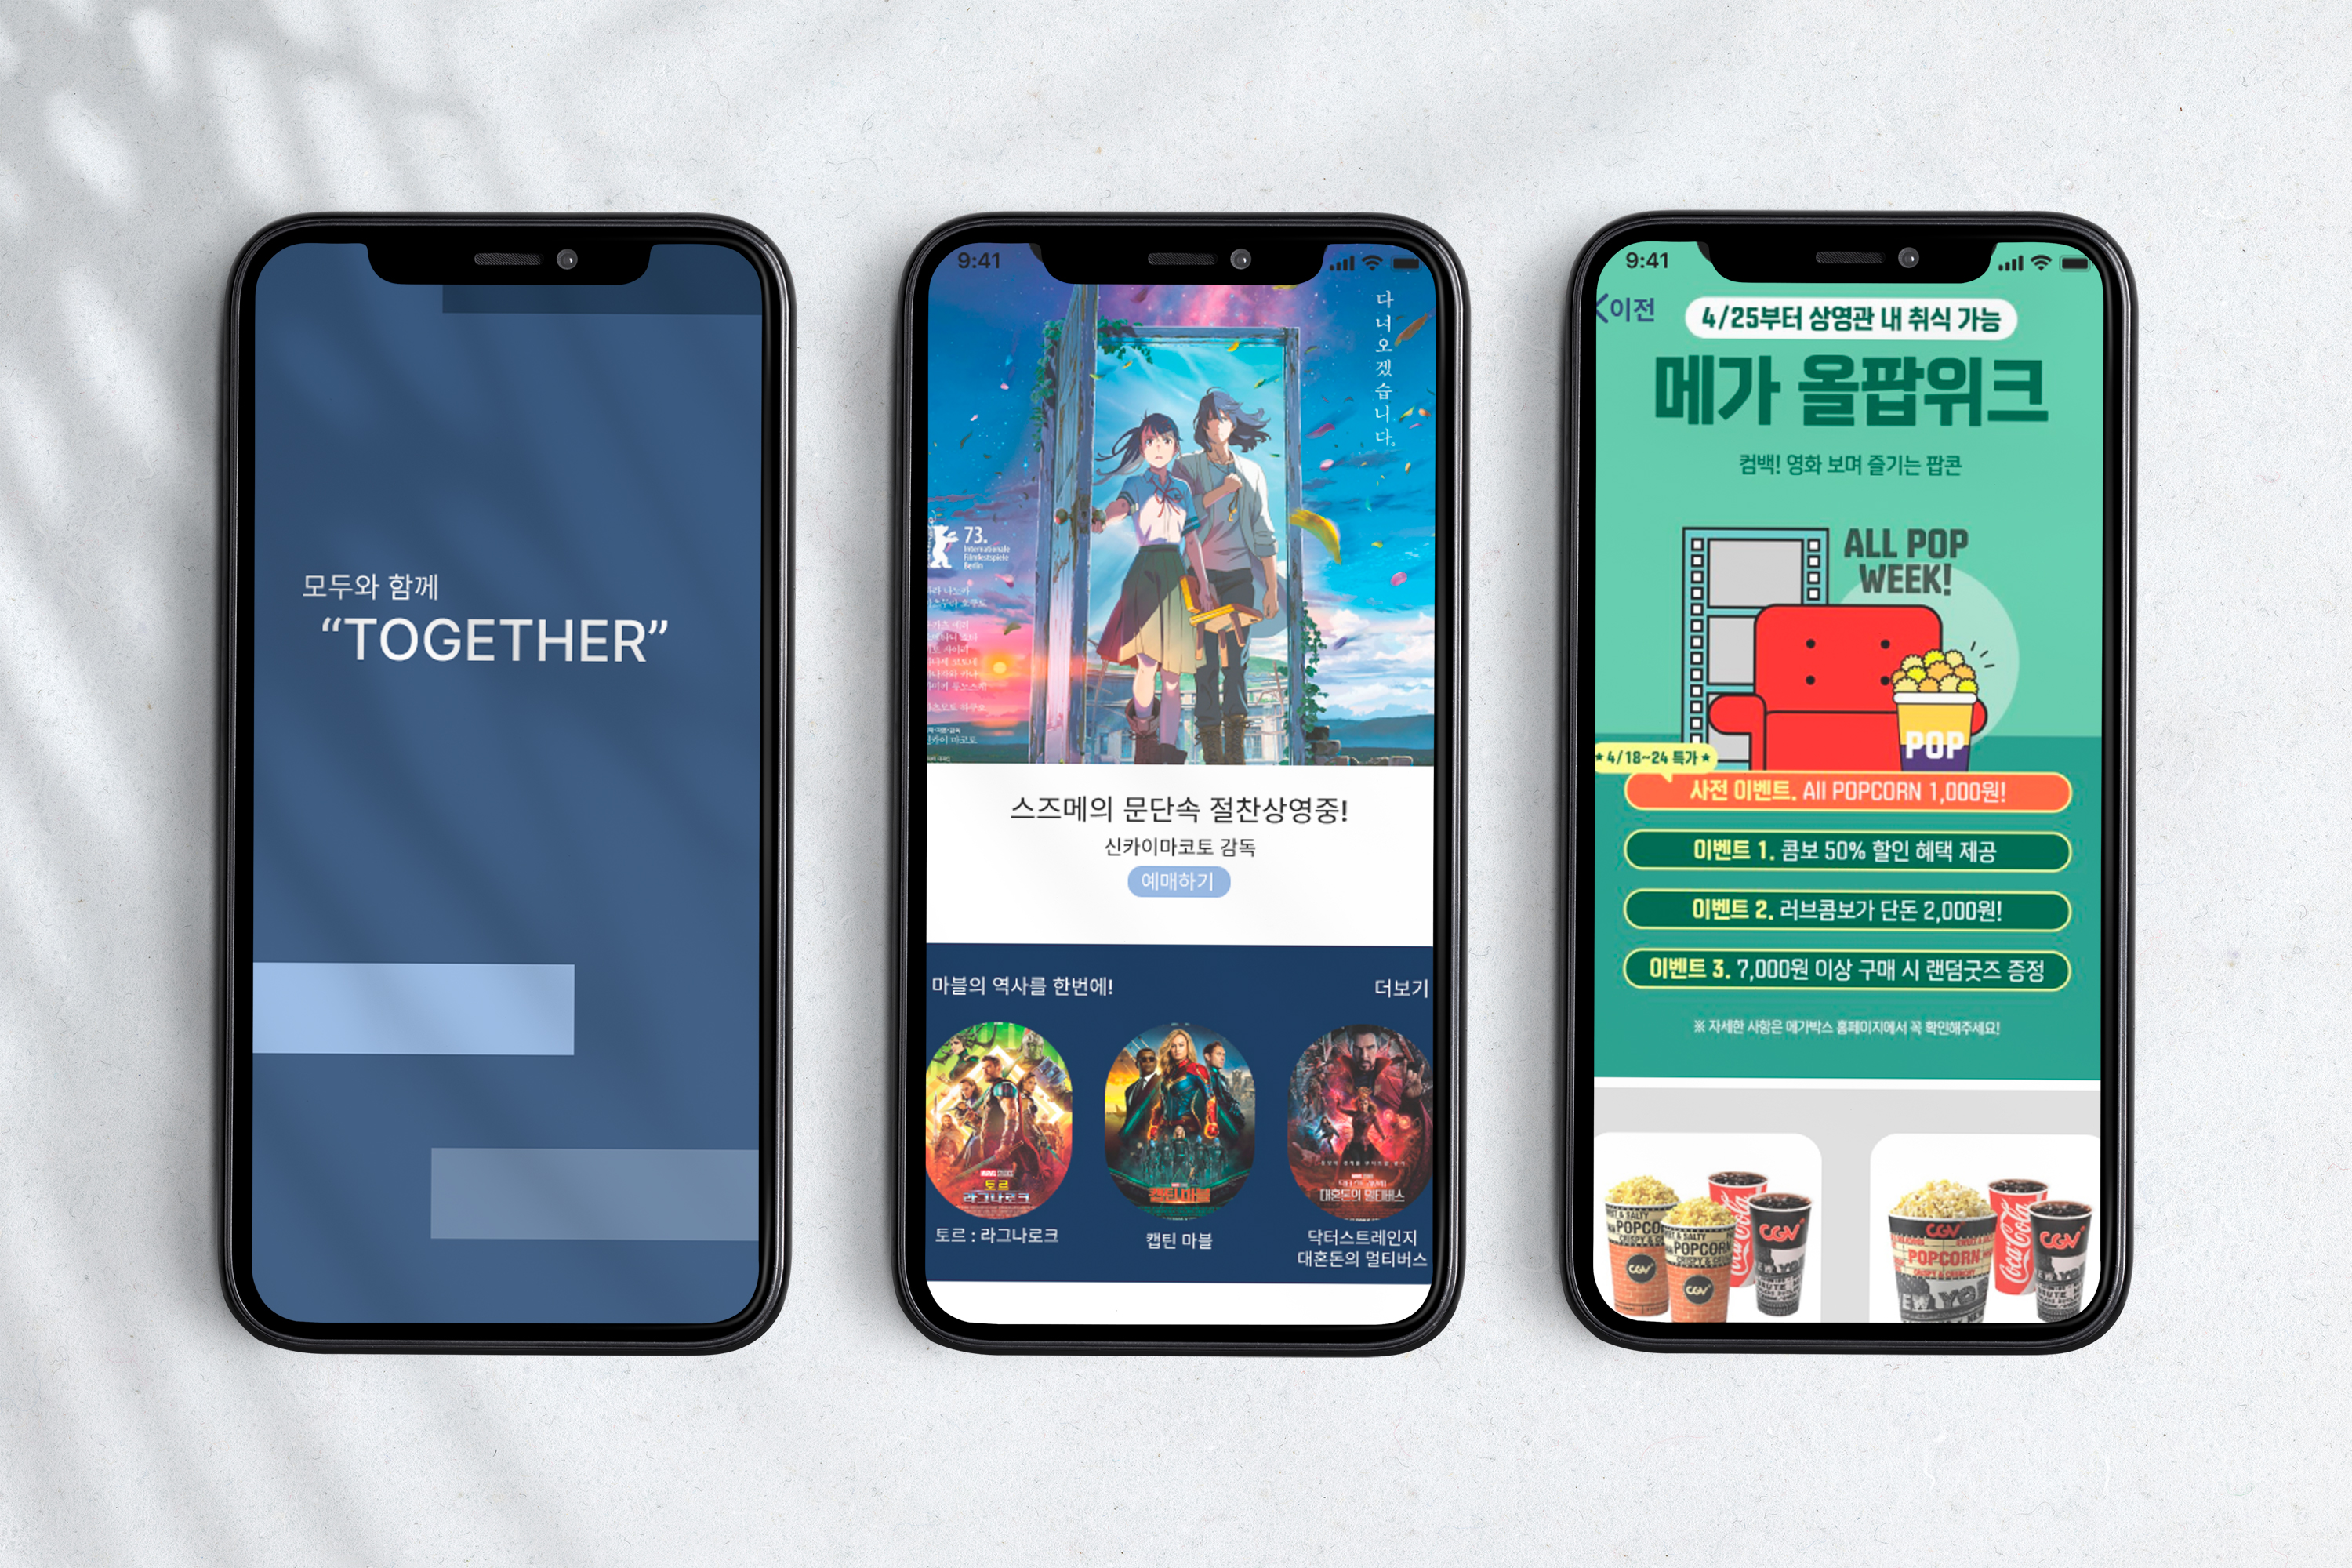 모두와 함께
“TOGETHER”
9:41
다녀오겠습니다.
73.
Internationale
Filmfestspiele
Berlin
스즈메의 문단속 절찬상영중!
신카이마코토 감독
예매하기
마블의 역사를 한번에!
더보기
토르
라그나로크
캡틴 마블
대혼돈의 멀티버스
토르 : 라그나로크
캡틴 마블
닥터스트레인지
대혼돈의 멀티버스
9:41
이전
4/25부터 상영관 내 취식 가능
메가 올팝위크
컴백! 영화 보며 즐기는 팝콘
ALL POP
WEEK!
POP
★4/18~24 특가★
사전 이벤트. All POPCORN 1,000원!
이벤트 1. 콤보 50% 할인 혜택 제공
이벤트 2. 러브콤보가 단돈 2,000원!
이벤트 3. 7,000원 이상 구매 시 랜덤굿즈 증정
※ 자세한 사항은 메가박스 홈페이지에서 꼭 확인해주세요!
POPCORN
CGV
CGV
Coca-Cola
CGV
CGV
POPCORN
Coca-Cola
CGV